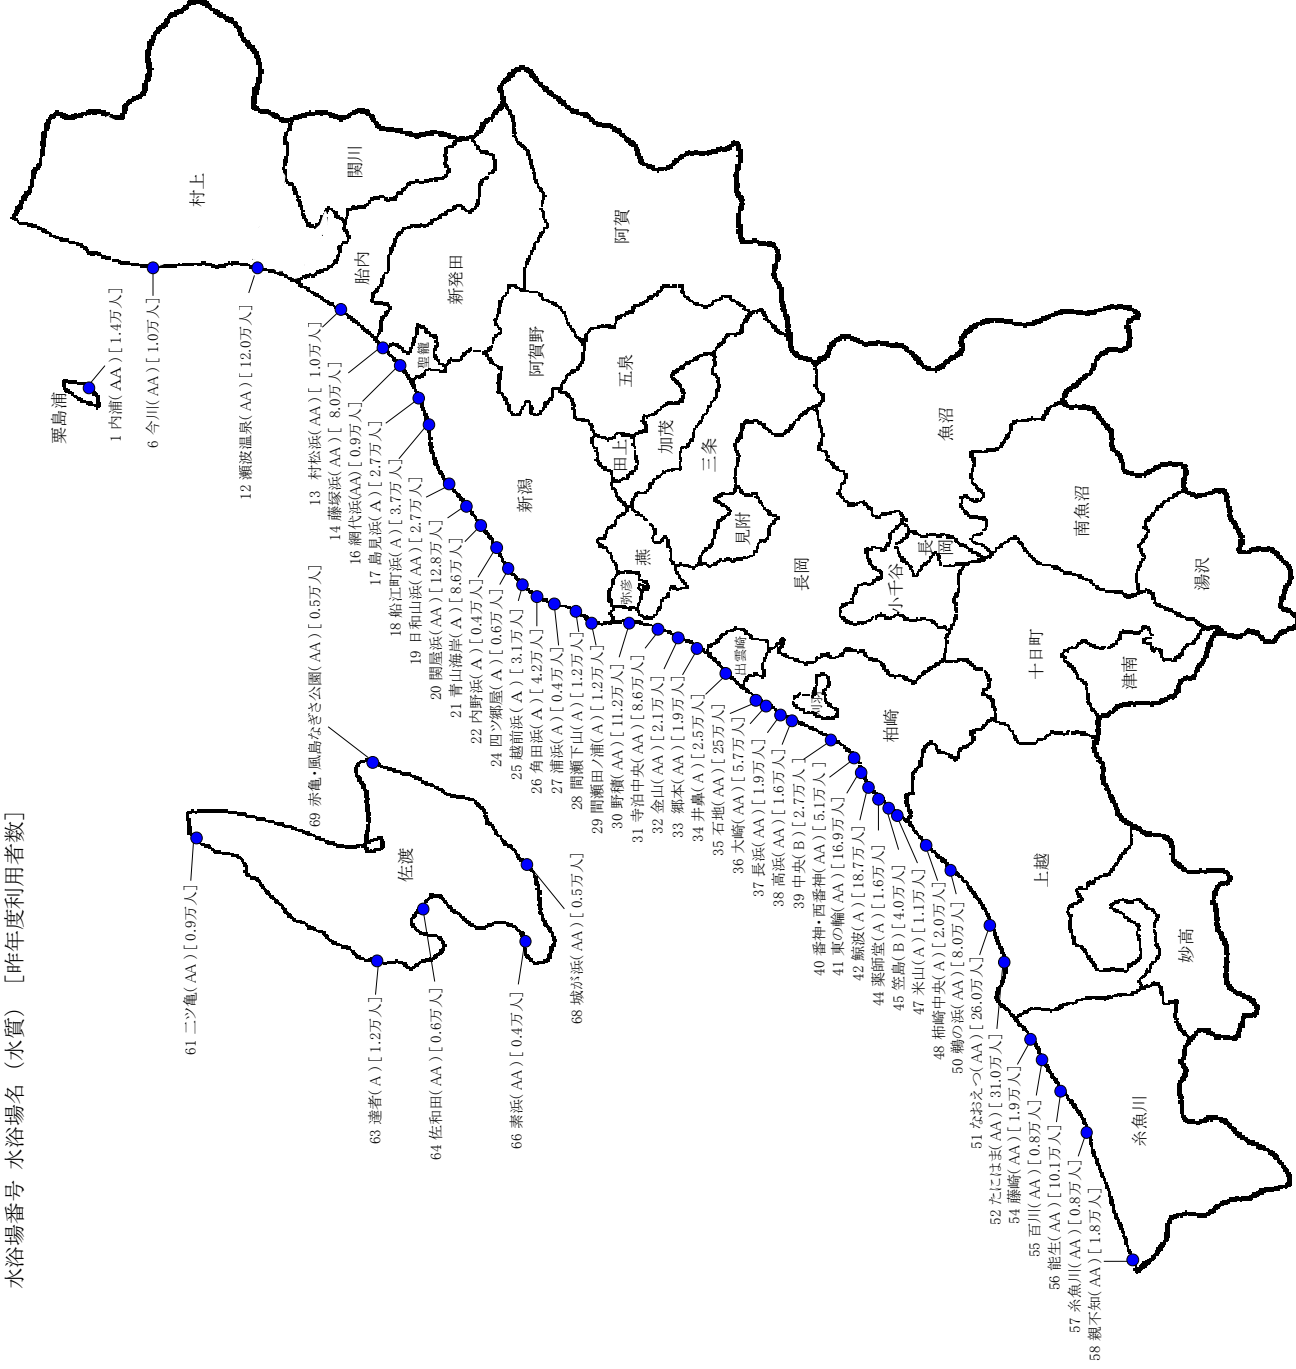 水浴場番号 水浴場名（水質） ［昨年度利用者数］
粟島浦
1 内浦(AA)［1.4万人］
6 今川(AA)［1.0万人］
12 瀬波温泉(AA)［12.0万人］
13 村松浜(AA)［1.0万人］
14 藤塚浜(AA)［8.0万人］
16 網代浜(AA)［0.9万人］
17 島見浜(A)［2.7万人］
18 船江町浜(A)［3.7万人］
19 日和山浜(AA)［2.7万人］
20 関屋浜(AA)［12.8万人］
21 青山海岸(A)［8.6万人］
22 内野浜(A)［0.4万人］
24 四ツ郷屋(A)［0.6万人］
25 越前浜(A)［3.1万人］
26 角田浜(A)［4.2万人］
27 浦浜(A)［0.4万人］
28 間瀬下山(A)［1.2万人］
29 間瀬田ノ浦(A)［1.2万人］
30 野積(AA)［11.2万人］
31 寺泊中央(AA)［8.6万人］
32 金山(AA)［2.1万人］
33 郷本(AA)［1.9万人］
34 井鼻(A)［2.5万人］
35 石地(AA)［25万人］
36 大崎(AA)［5.7万人］
37 長浜(AA)［1.9万人］
38 高浜(AA)［1.6万人］
39 中央(B)［2.7万人］
40 番神・西番神(AA)［5.1万人］
41 東の輪(AA)［16.9万人］
42 鯨波(A)［18.7万人］
44 薬師堂(A)［1.6万人］
45 笠島(B)［4.0万人］
47 米山(A)［1.1万人］
48 柿崎中央(A)［2.0万人］
50 鵜の浜(AA)［8.0万人］
51 なおえつ(AA)［26.0万人］
52 たにはま(AA)［31.0万人］
54 藤崎(AA)［1.9万人］
55 百川(AA)［0.8万人］
56 能生(AA)［10.1万人］
57 糸魚川(AA)［0.8万人］
58 親不知(AA)［1.8万人］
61 二ツ亀(AA)［0.9万人］
63 達者(A)［1.2万人］
64 佐和田(AA)［0.6万人］
66 素浜(AA)［0.4万人］
68 城が浜(AA)［0.5万人］
69 赤亀・風島なぎさ公園(AA)［0.5万人］
佐渡
村上
関川
胎内
新発田
聖籠
阿賀野
阿賀
新潟
五泉
田上
加茂
三条
燕
弥彦
見附
長岡
出雲崎
刈羽
柏崎
小千谷
長岡
魚沼
南魚沼
湯沢
十日町
津南
上越
妙高
糸魚川